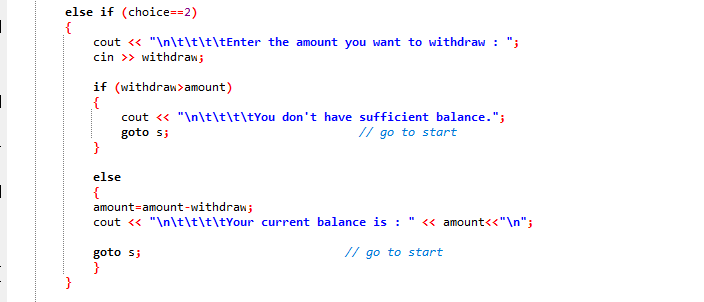 else if (choice==2)
{
cout << "\n\t\t\t\tEnter the amount you want to withdraw : ";
cin >> withdraw;
if (withdraw>amount)
{
cout << "\n\t\t\t\tYou don't have sufficient balance.";
goto s; // go to start
}
else
{
amount=amount-withdraw;
cout << "\n\t\t\t\tYour current balance is : " << amount<<"\n";
goto s; // go to start
}
}